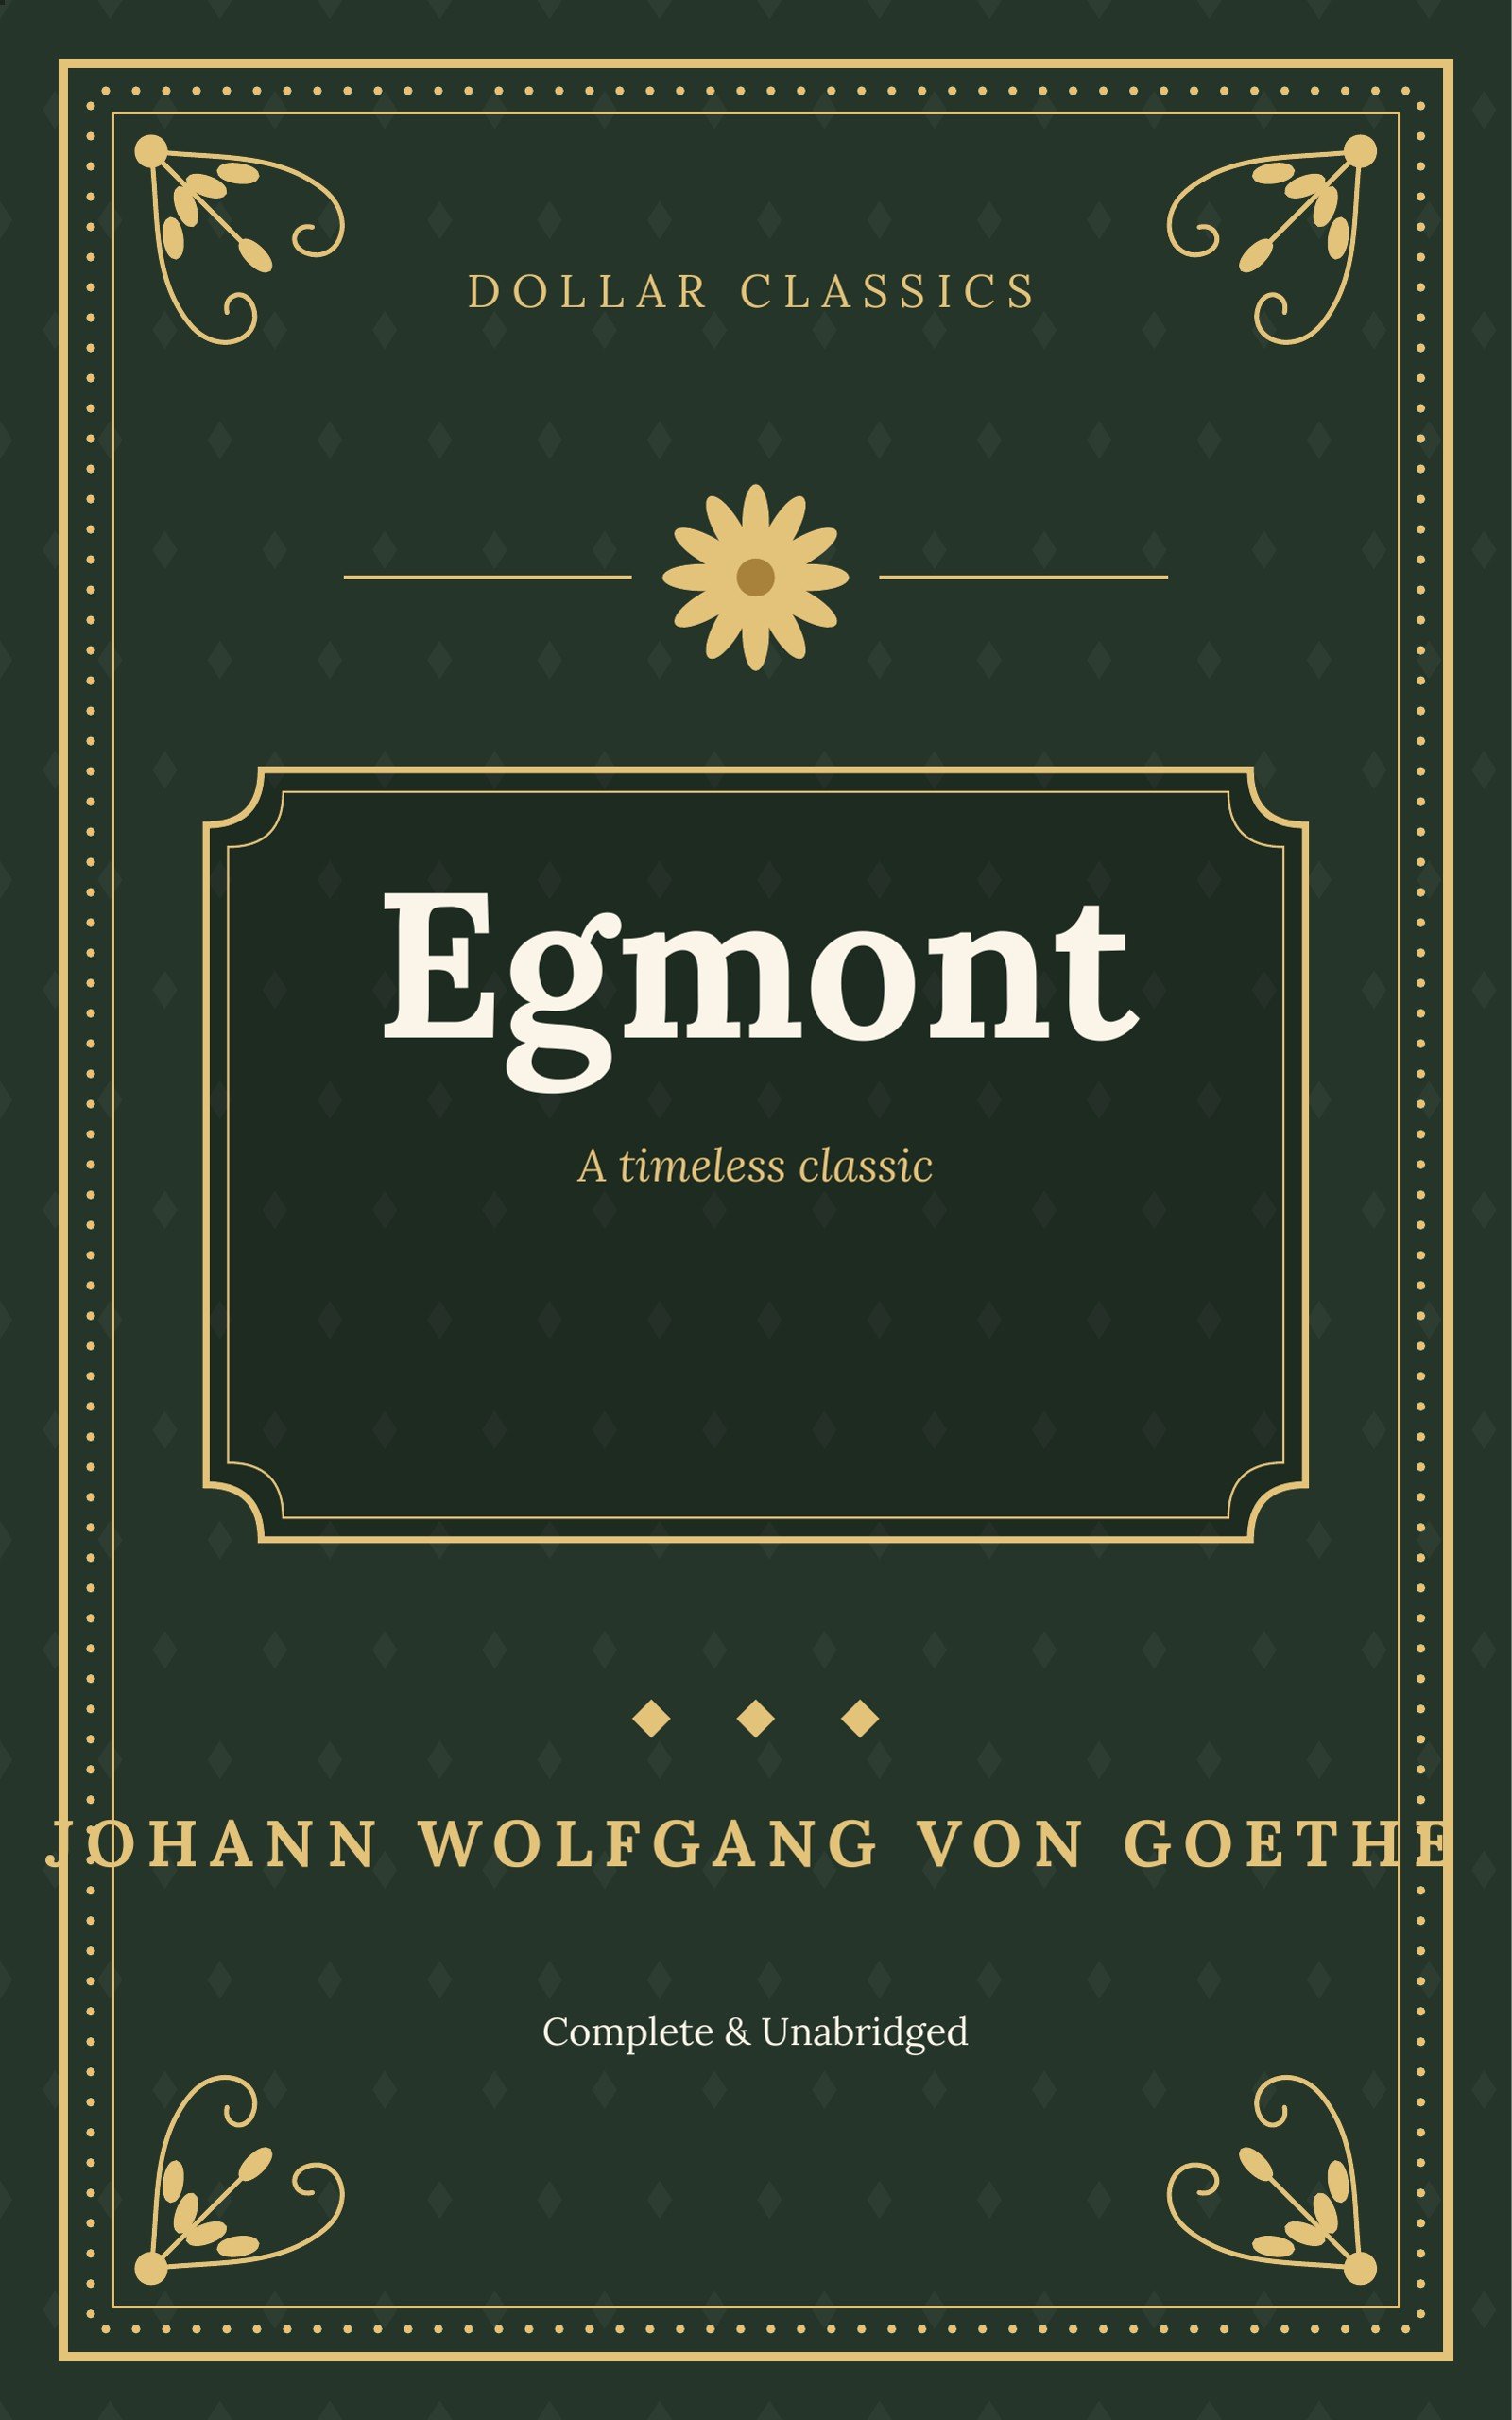 DOLLAR CLASSICS
Egmont
A timeless classic
JOHANN WOLFGANG VON GOETHE
Complete & Unabridged